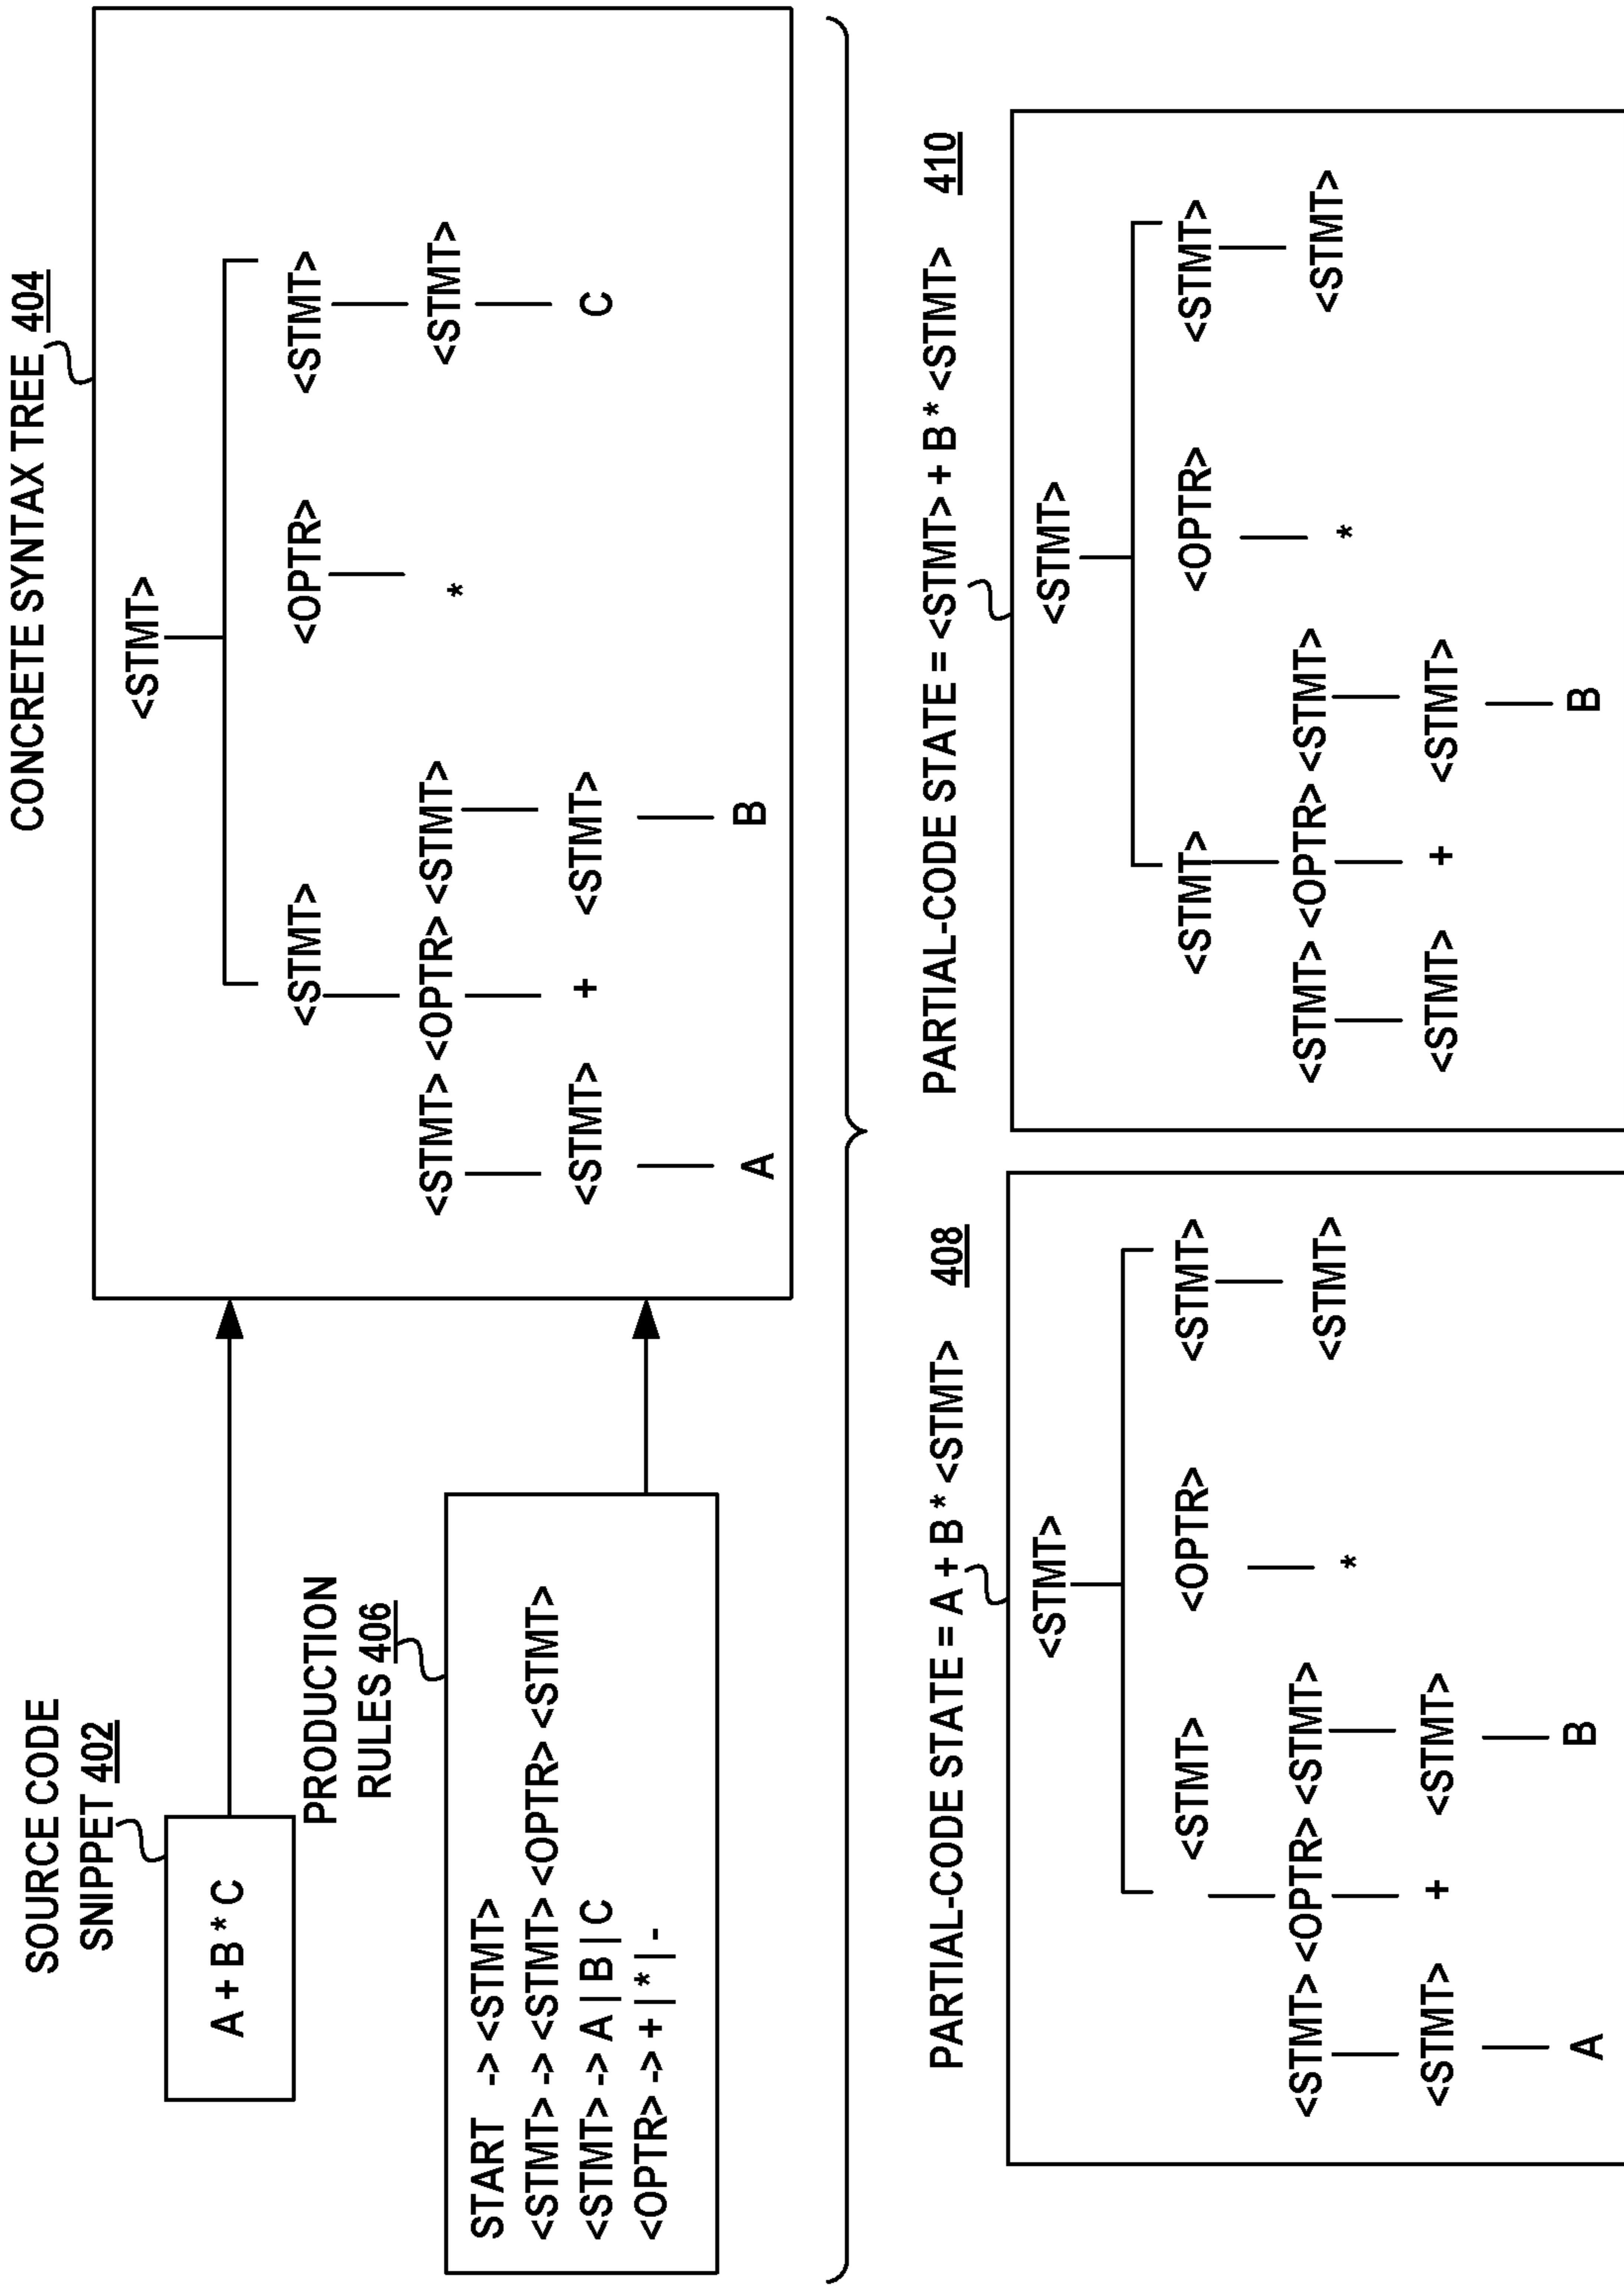 SOURCE CODE
SNIPPET 402
A + B * C
PRODUCTION
RULES 406
START -> <STMT>
<STMT> -> <STMT> <OPTR> <STMT>
<STMT> -> A | B | C
<OPTR> -> + | * | -
CONCRETE SYNTAX TREE 404
<STMT>
<STMT> <OPTR> <STMT>
<STMT> <OPTR> <STMT> * <STMT>
<STMT> + <STMT> C
A B
PARTIAL-CODE STATE = A + B * <STMT> 408
<STMT>
<STMT> <OPTR> <STMT>
<STMT> <OPTR> <STMT> * <STMT>
<STMT> + <STMT>
A B
PARTIAL-CODE STATE = <STMT> + B * <STMT> 410
<STMT>
<STMT> <OPTR> <STMT>
<STMT> <OPTR> <STMT> * <STMT>
<STMT> + <STMT>
B